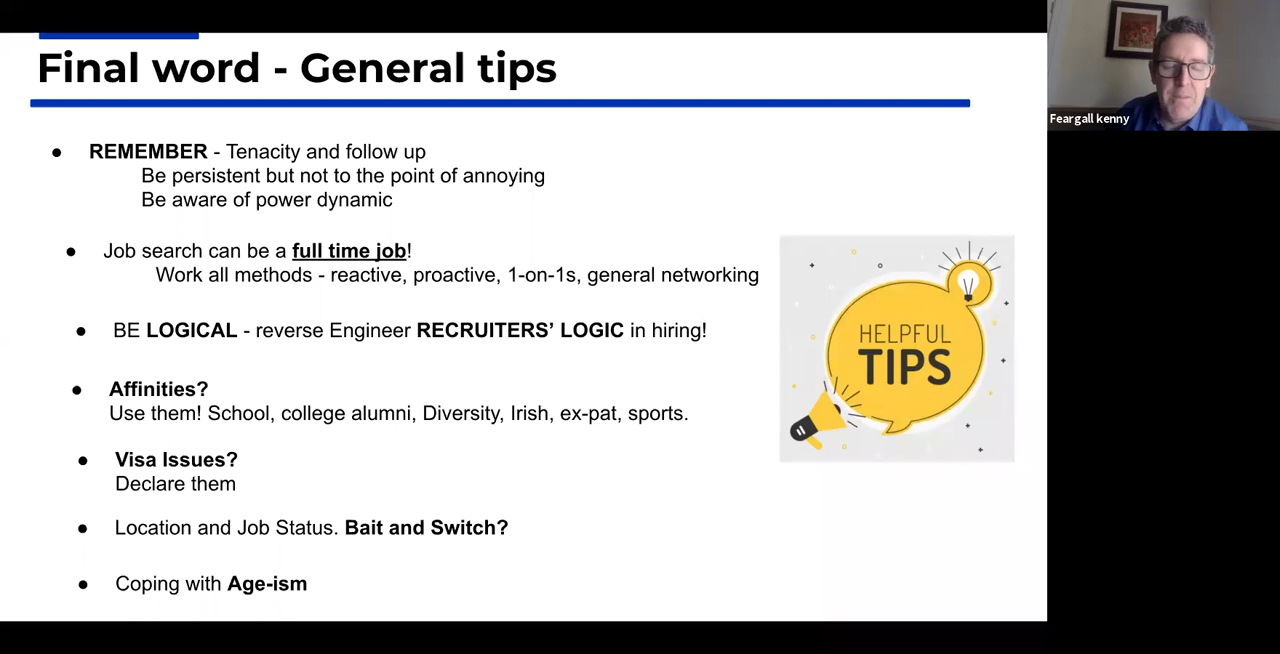 Final word - General tips
Feargall kenny
● REMEMBER - Tenacity and follow up
Be persistent but not to the point of annoying
Be aware of power dynamic
● Job search can be a full time job!
Work all methods - reactive, proactive, 1-on-1s, general networking
● BE LOGICAL - reverse Engineer RECRUITERS’ LOGIC in hiring!
● Affinities?
Use them! School, college alumni, Diversity, Irish, ex-pat, sports.
● Visa Issues?
Declare them
● Location and Job Status. Bait and Switch?
● Coping with Age-ism
HELPFUL
TIPS